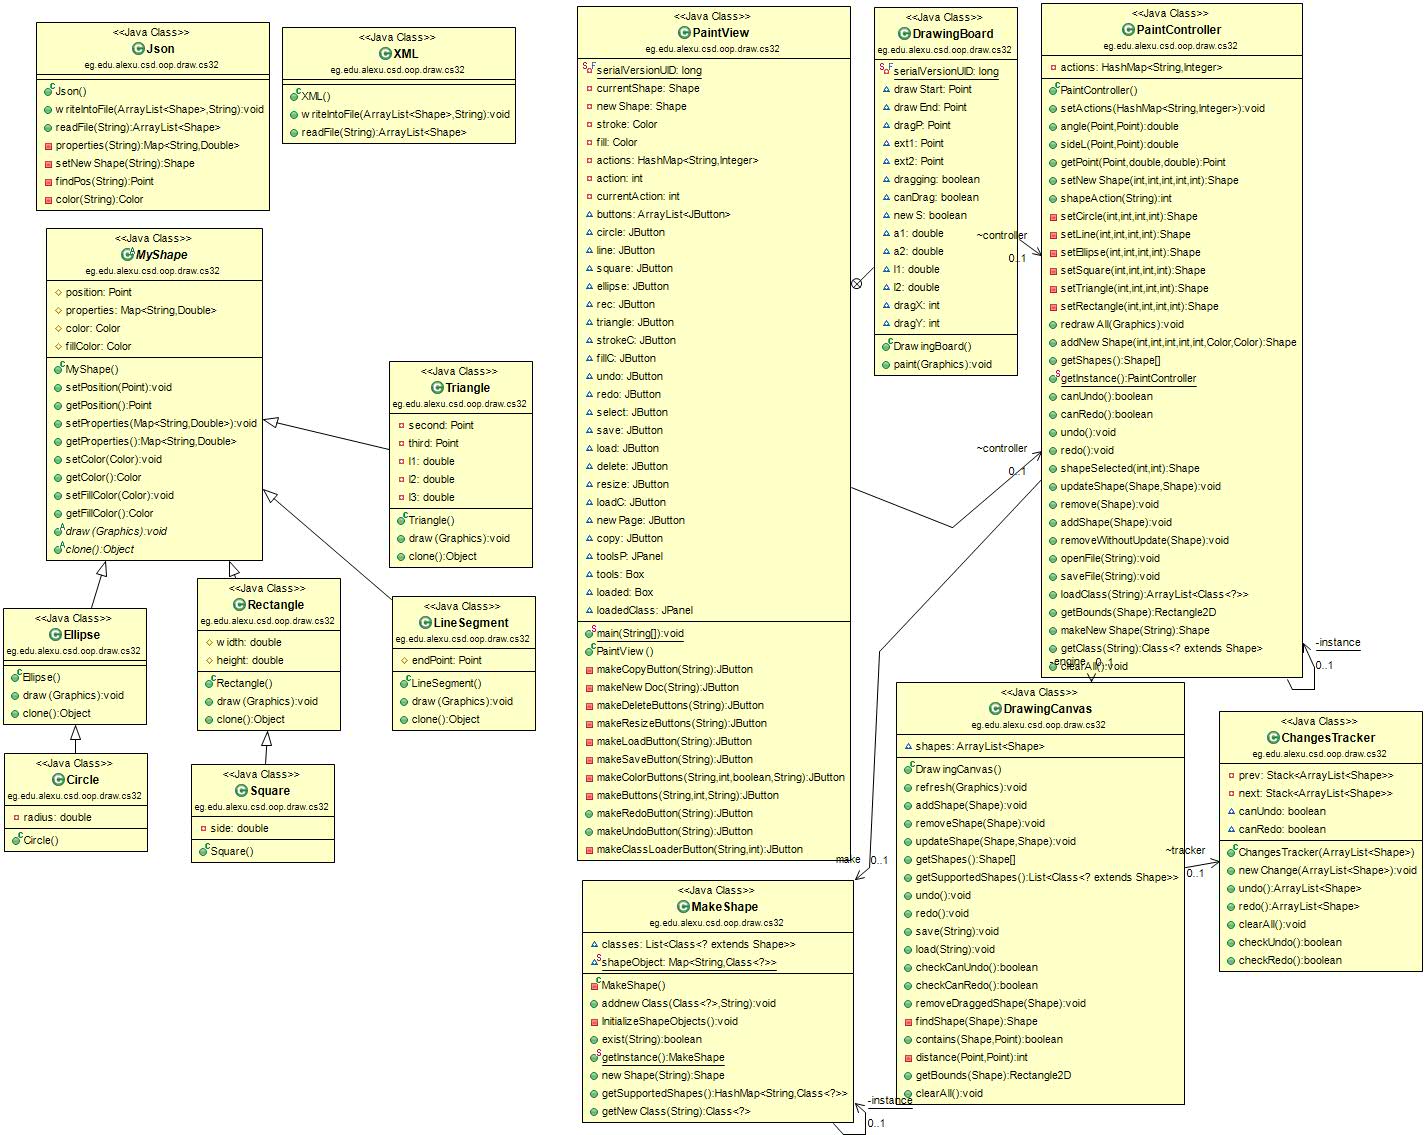 <<Java Class>>
Json
eg.edu.alexu.csd.oop.draw.cs32
Json()
writeIntoFile(ArrayList<Shape>,String):void
readFile(String):ArrayList<Shape>
properties(String):Map<String,Double>
setNewShape(String):Shape
findPos(String):Point
color(String):Color
<<Java Class>>
XML
eg.edu.alexu.csd.oop.draw.cs32
XML()
writeIntoFile(ArrayList<Shape>,String):void
readFile(String):ArrayList<Shape>
<<Java Class>>
MyShape
eg.edu.alexu.csd.oop.draw.cs32
position: Point
properties: Map<String,Double>
color: Color
fillColor: Color
MyShape()
setPosition(Point):void
getPosition():Point
setProperties(Map<String,Double>):void
getProperties():Map<String,Double>
setColor(Color):void
getColor():Color
setFillColor(Color):void
getFillColor():Color
draw(Graphics):void
clone():Object
<<Java Class>>
Triangle
eg.edu.alexu.csd.oop.draw.cs32
second: Point
third: Point
l1: double
l2: double
l3: double
Triangle()
draw(Graphics):void
clone():Object
<<Java Class>>
Ellipse
eg.edu.alexu.csd.oop.draw.cs32
Ellipse()
draw(Graphics):void
clone():Object
<<Java Class>>
Rectangle
eg.edu.alexu.csd.oop.draw.cs32
width: double
height: double
Rectangle()
draw(Graphics):void
clone():Object
<<Java Class>>
LineSegment
eg.edu.alexu.csd.oop.draw.cs32
endPoint: Point
LineSegment()
draw(Graphics):void
clone():Object
<<Java Class>>
Circle
eg.edu.alexu.csd.oop.draw.cs32
radius: double
Circle()
<<Java Class>>
Square
eg.edu.alexu.csd.oop.draw.cs32
side: double
Square()
<<Java Class>>
PaintView
eg.edu.alexu.csd.oop.draw.cs32
serialVersionUID: long
currentShape: Shape
newShape: Shape
stroke: Color
fill: Color
actions: HashMap<String,Integer>
action: int
currentAction: int
buttons: ArrayList<JButton>
circle: JButton
line: JButton
square: JButton
ellipse: JButton
rec: JButton
triangle: JButton
strokeC: JButton
fillC: JButton
undo: JButton
redo: JButton
select: JButton
save: JButton
load: JButton
delete: JButton
resize: JButton
loadC: JButton
newPage: JButton
copy: JButton
toolsP: JPanel
tools: Box
loaded: Box
loadedClass: JPanel
main(String[]):void
PaintView()
makeCopyButton(String):JButton
makeNewDoc(String):JButton
makeDeleteButtons(String):JButton
makeResizeButtons(String):JButton
makeLoadButton(String):JButton
makeSaveButton(String):JButton
makeColorButtons(String,int,boolean,String):JButton
makeButtons(String,int,String):JButton
makeRedoButton(String):JButton
makeUndoButton(String):JButton
makeClassLoaderButton(String,int):JButton
<<Java Class>>
DrawingBoard
eg.edu.alexu.csd.oop.draw.cs32
serialVersionUID: long
drawStart: Point
drawEnd: Point
dragP: Point
ext1: Point
ext2: Point
dragging: boolean
canDrag: boolean
newS: boolean
a1: double
a2: double
l1: double
l2: double
dragX: int
dragY: int
DrawingBoard()
paint(Graphics):void
~controller
0..1
~controller
0..1
<<Java Class>>
PaintController
eg.edu.alexu.csd.oop.draw.cs32
actions: HashMap<String,Integer>
PaintController()
setActions(HashMap<String,Integer>):void
angle(Point,Point):double
sideL(Point,Point):double
getPoint(Point,double,double):Point
setNewShape(int,int,int,int,int):Shape
shapeAction(String):int
setCircle(int,int,int,int):Shape
setLine(int,int,int,int):Shape
setEllipse(int,int,int,int):Shape
setSquare(int,int,int,int):Shape
setTriangle(int,int,int,int):Shape
setRectangle(int,int,int,int):Shape
redrawAll(Graphics):void
addNewShape(int,int,int,int,int,Color,Color):Shape
getShapes():Shape[]
getInstance():PaintController
canUndo():boolean
canRedo():boolean
undo():void
redo():void
shapeSelected(int,int):Shape
updateShape(Shape,Shape):void
remove(Shape):void
addShape(Shape):void
removeWithoutUpdate(Shape):void
openFile(String):void
saveFile(String):void
loadClass(String):ArrayList<Class<?>>
getBounds(Shape):Rectangle2D
makeNewShape(String):Shape
getClass(String):Class<? extends Shape>
clearAll():void
-engine
0..1
-instance
0..1
<<Java Class>>
MakeShape
eg.edu.alexu.csd.oop.draw.cs32
classes: List<Class<? extends Shape>>
shapeObject: Map<String,Class<?>>
MakeShape()
addnewClass(Class<?>,String):void
InitializeShapeObjects():void
exist(String):boolean
getInstance():MakeShape
newShape(String):Shape
getSupportedShapes():HashMap<String,Class<?>>
getNewClass(String):Class<?>
make
0..1
-instance
0..1
<<Java Class>>
DrawingCanvas
eg.edu.alexu.csd.oop.draw.cs32
shapes: ArrayList<Shape>
DrawingCanvas()
refresh(Graphics):void
addShape(Shape):void
removeShape(Shape):void
updateShape(Shape,Shape):void
getShapes():Shape[]
getSupportedShapes():List<Class<? extends Shape>>
undo():void
redo():void
save(String):void
load(String):void
checkCanUndo():boolean
checkCanRedo():boolean
removeDraggedShape(Shape):void
findShape(Shape):Shape
contains(Shape,Point):boolean
distance(Point,Point):int
getBounds(Shape):Rectangle2D
clearAll():void
~tracker
0..1
<<Java Class>>
ChangesTracker
eg.edu.alexu.csd.oop.draw.cs32
prev: Stack<ArrayList<Shape>>
next: Stack<ArrayList<Shape>>
canUndo: boolean
canRedo: boolean
ChangesTracker(ArrayList<Shape>)
newChange(ArrayList<Shape>):void
undo():ArrayList<Shape>
redo():ArrayList<Shape>
clearAll():void
checkUndo():boolean
checkRedo():boolean